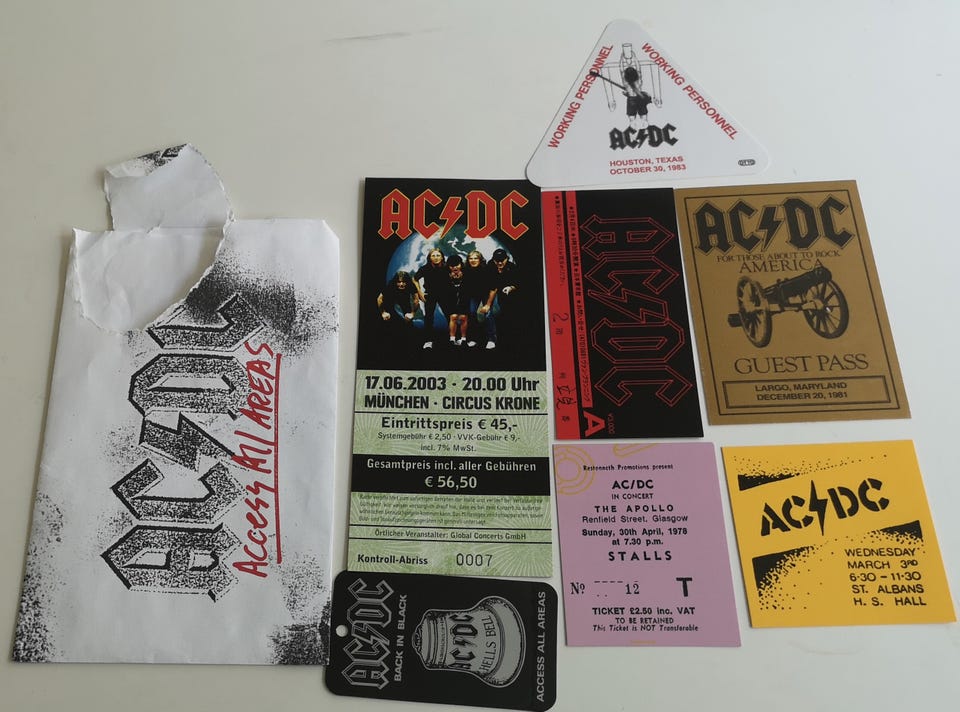 AC⚡DC
Access All AREAS
AC⚡DC
17.06.2003 · 20.00 Uhr
MÜNCHEN · CIRCUS KRONE
Eintrittspreis € 45,-
Systemgebühr € 2,50 · VVK-Gebühr € 9,-
incl. 7% MwSt.
Gesamtpreis incl. aller Gebühren
€ 56,50
Örtlicher Veranstalter: Global Concerts GmbH
Kontroll-Abriss 0007
AC⚡DC
BACK IN BLACK
AC⚡DC
HELLS BELL
ACCESS ALL AREAS
WORKING PERSONNEL
WORKING PERSONNEL
AC⚡DC
HOUSTON, TEXAS
OCTOBER 30, 1983
AC⚡DC
2
A
¥3,000
AC⚡DC
FOR THOSE ABOUT TO ROCK
AMERICA
GUEST PASS
LARGO, MARYLAND
DECEMBER 20, 1981
Restonneth Promotions present
AC/DC
IN CONCERT
THE APOLLO
Renfield Street, Glasgow
Sunday, 30th April, 1978
at 7.30 p.m.
STALLS
Nº 12 T
TICKET £2.50 inc. VAT
TO BE RETAINED
This Ticket is NOT Transferable
AC⚡DC
WEDNESDAY
MARCH 3RD
6·30 – 11·30
ST. ALBANS
H. S. HALL